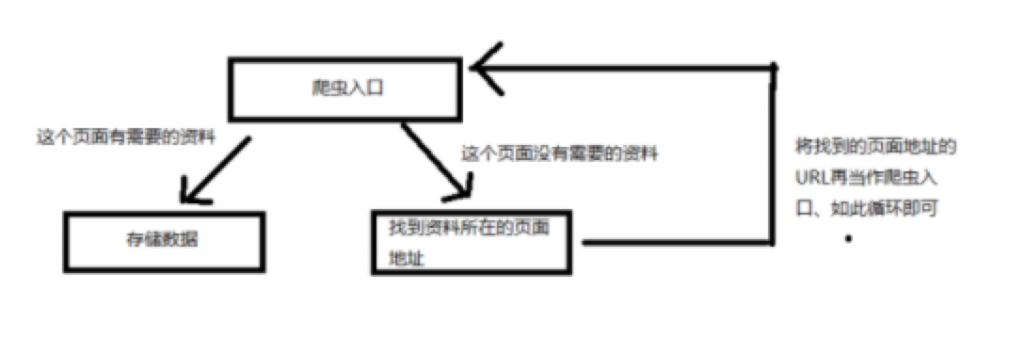 爬虫入口
这个页面有需要的资料
这个页面没有需要的资料
将找到的页面地址的
URL再当作爬虫入
口、如此循环即可
存储数据
找到资料所在的页面
地址